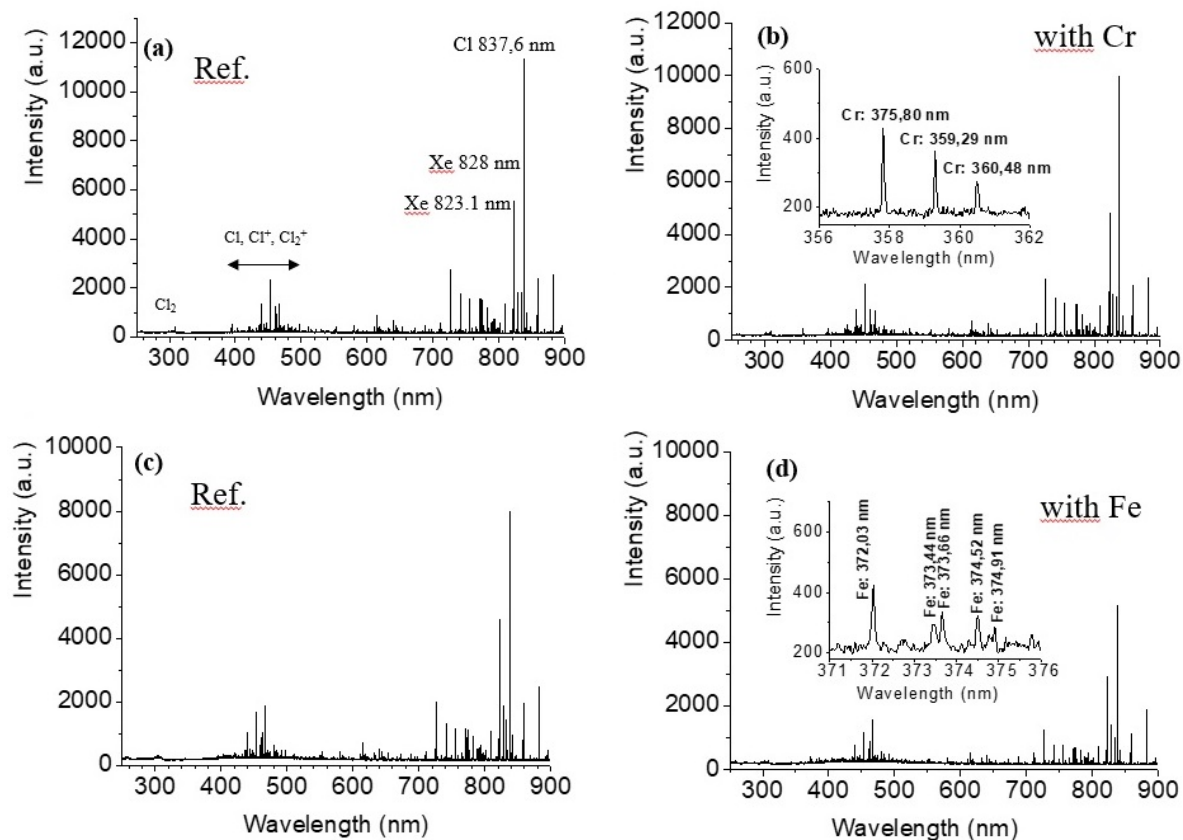 (a)
Ref.
Cl 837,6 nm
Xe 828 nm
Xe 823.1 nm
Cl, Cl⁺, Cl₂⁺
Cl₂
Intensity (a.u.)
12000
10000
8000
6000
4000
2000
0
300 400 500 600 700 800 900
Wavelength (nm)
(b)
with Cr
Intensity (a.u.)
12000
10000
8000
6000
4000
2000
0
300 400 500 600 700 800 900
Wavelength (nm)
Intensity (a.u.)
600
400
200
Cr: 375,80 nm
Cr: 359,29 nm
Cr: 360,48 nm
356 358 360 362
Wavelength (nm)
(c)
Ref.
Intensity (a.u.)
10000
8000
6000
4000
2000
0
300 400 500 600 700 800 900
Wavelength (nm)
(d)
with Fe
Intensity (a.u.)
10000
8000
6000
4000
2000
0
300 400 500 600 700 800 900
Wavelength (nm)
Intensity (a.u.)
600
400
200
Fe: 372,03 nm
Fe: 373,44 nm
Fe: 373,66 nm
Fe: 374,52 nm
Fe: 374,91 nm
371 372 373 374 375 376
Wavelength (nm)